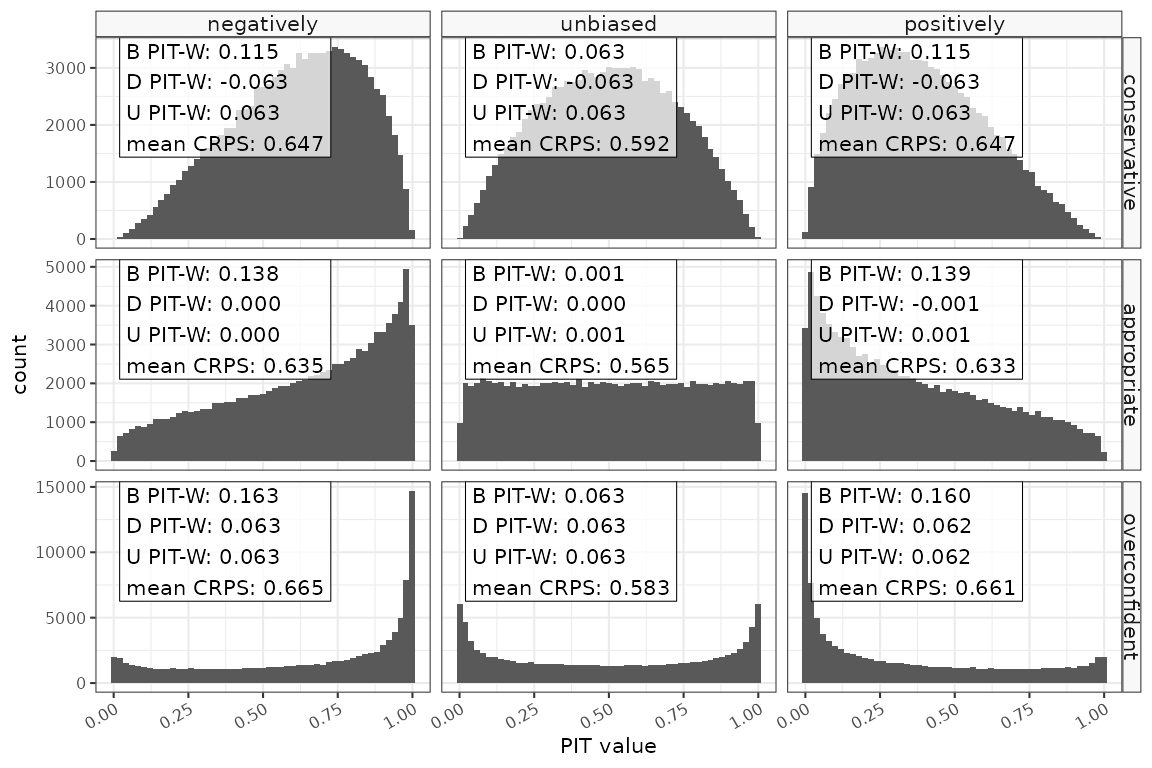 negatively
unbiased
positively
B PIT-W: 0.115
D PIT-W: -0.063
U PIT-W: 0.063
mean CRPS: 0.647
B PIT-W: 0.063
D PIT-W: -0.063
U PIT-W: 0.063
mean CRPS: 0.592
B PIT-W: 0.115
D PIT-W: -0.063
U PIT-W: 0.063
mean CRPS: 0.647
conservative
3000
2000
1000
0
B PIT-W: 0.138
D PIT-W: 0.000
U PIT-W: 0.000
mean CRPS: 0.635
B PIT-W: 0.001
D PIT-W: 0.000
U PIT-W: 0.001
mean CRPS: 0.565
B PIT-W: 0.139
D PIT-W: -0.001
U PIT-W: 0.001
mean CRPS: 0.633
appropriate
5000
4000
3000
2000
1000
0
count
B PIT-W: 0.163
D PIT-W: 0.063
U PIT-W: 0.063
mean CRPS: 0.665
B PIT-W: 0.063
D PIT-W: 0.063
U PIT-W: 0.063
mean CRPS: 0.583
B PIT-W: 0.160
D PIT-W: 0.062
U PIT-W: 0.062
mean CRPS: 0.661
overconfident
15000
10000
5000
0
0.00 0.25 0.50 0.75 1.00
0.00 0.25 0.50 0.75 1.00
0.00 0.25 0.50 0.75 1.00
PIT value